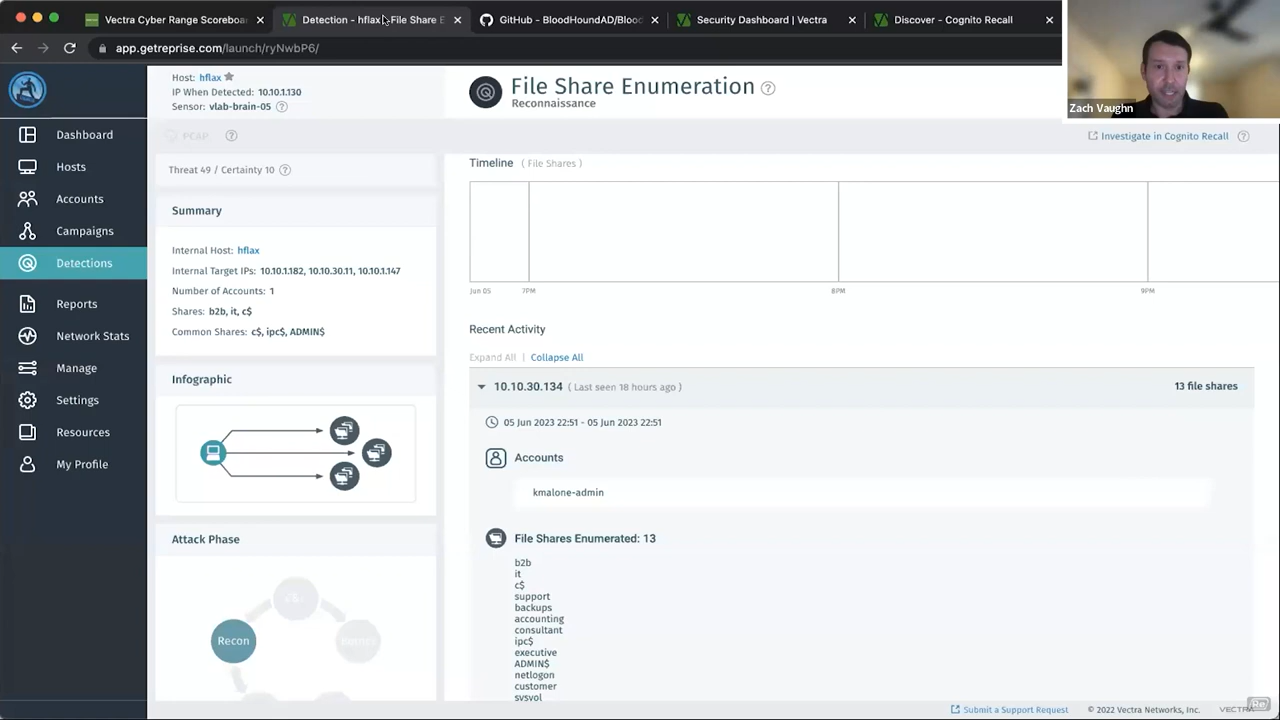 Vectra Cyber Range Scoreboa
Detection - hflax - File Share E
GitHub - BloodHoundAD/Blood
Security Dashboard | Vectra
Discover - Cognito Recall
app.getreprise.com/launch/ryNwbP6/
Zach Vaughn
Dashboard
Hosts
Accounts
Campaigns
Detections
Reports
Network Stats
Manage
Settings
Resources
My Profile
Host: hflax
IP When Detected: 10.10.1.130
Sensor: vlab-brain-05
File Share Enumeration
Reconnaissance
PCAP
Investigate in Cognito Recall
Threat 49 / Certainty 10
Summary
Internal Host: hflax
Internal Target IPs: 10.10.1.182, 10.10.30.11, 10.10.1.147
Number of Accounts: 1
Shares: b2b, it, c$
Common Shares: c$, ipc$, ADMIN$
Infographic
Attack Phase
Recon
Timeline ( File Shares )
Jun 05 7PM 8PM 9PM
Recent Activity
Expand All | Collapse All
10.10.30.134 ( Last seen 18 hours ago ) 13 file shares
05 Jun 2023 22:51 - 05 Jun 2023 22:51
Accounts
kmalone-admin
File Shares Enumerated: 13
b2b
it
c$
support
backups
accounting
consultant
ipc$
executive
ADMIN$
netlogon
customer
sysvol
Submit a Support Request © 2022 Vectra Networks, Inc.